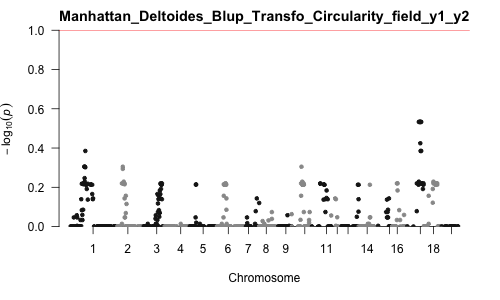 Manhattan_Deltoides_Blup_Transfo_Circularity_field_y1_y2
1.0
0.8
0.6
0.4
0.2
0.0
− log10(p)
1 2 3 4 5 6 7 8 9 11 14 16 18
Chromosome